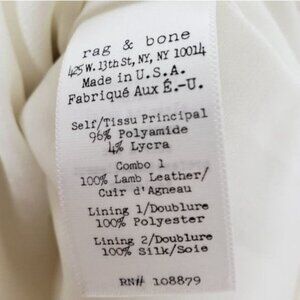 rag & bone
425 W. 13th St, NY, NY 10014
Made in U.S.A.
Fabriqué Aux É.-U.
Self/Tissu Principal
96% Polyamide
4% Lycra
Combo 1
100% Lamb Leather/
Cuir d'Agneau
Lining 1/Doublure
100% Polyester
Lining 2/Doublure
100% Silk/Soie
RN# 108879